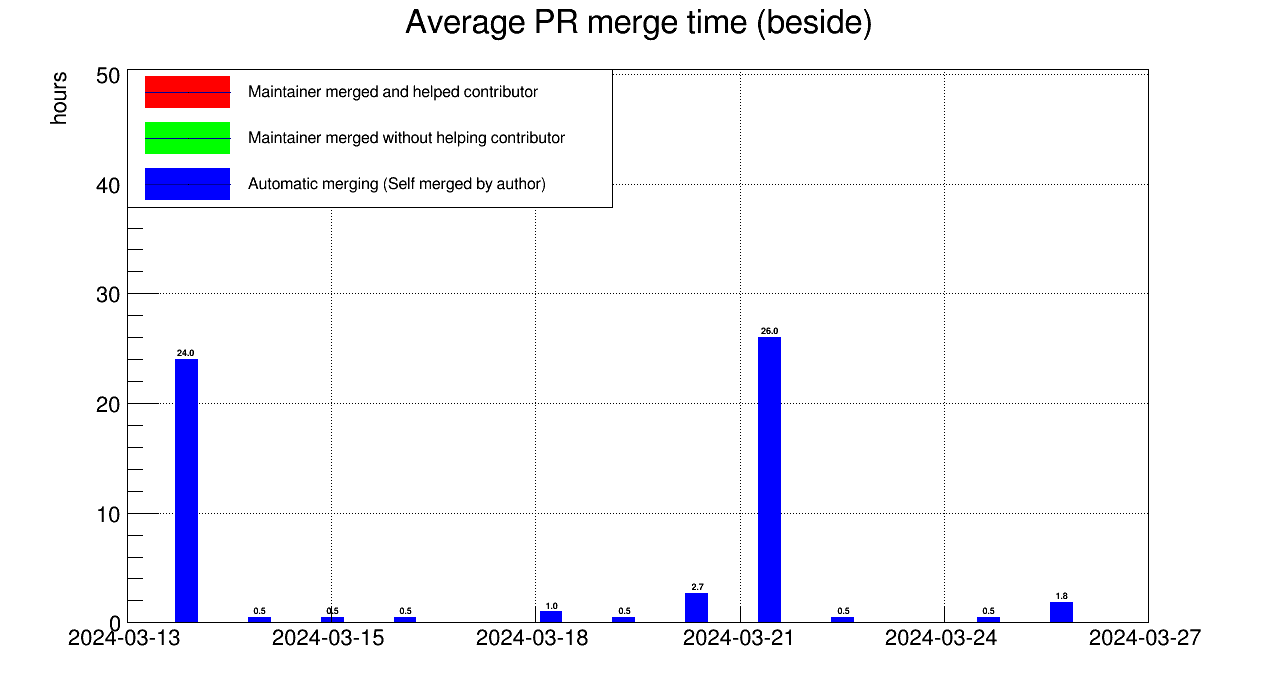 Average PR merge time (beside)
hours
50
40
30
20
10
0
Maintainer merged and helped contributor
Maintainer merged without helping contributor
Automatic merging (Self merged by author)
24.0
0.5
0.5
0.5
1.0
0.5
2.7
26.0
0.5
0.5
1.8
2024-03-13 2024-03-15 2024-03-18 2024-03-21 2024-03-24 2024-03-27